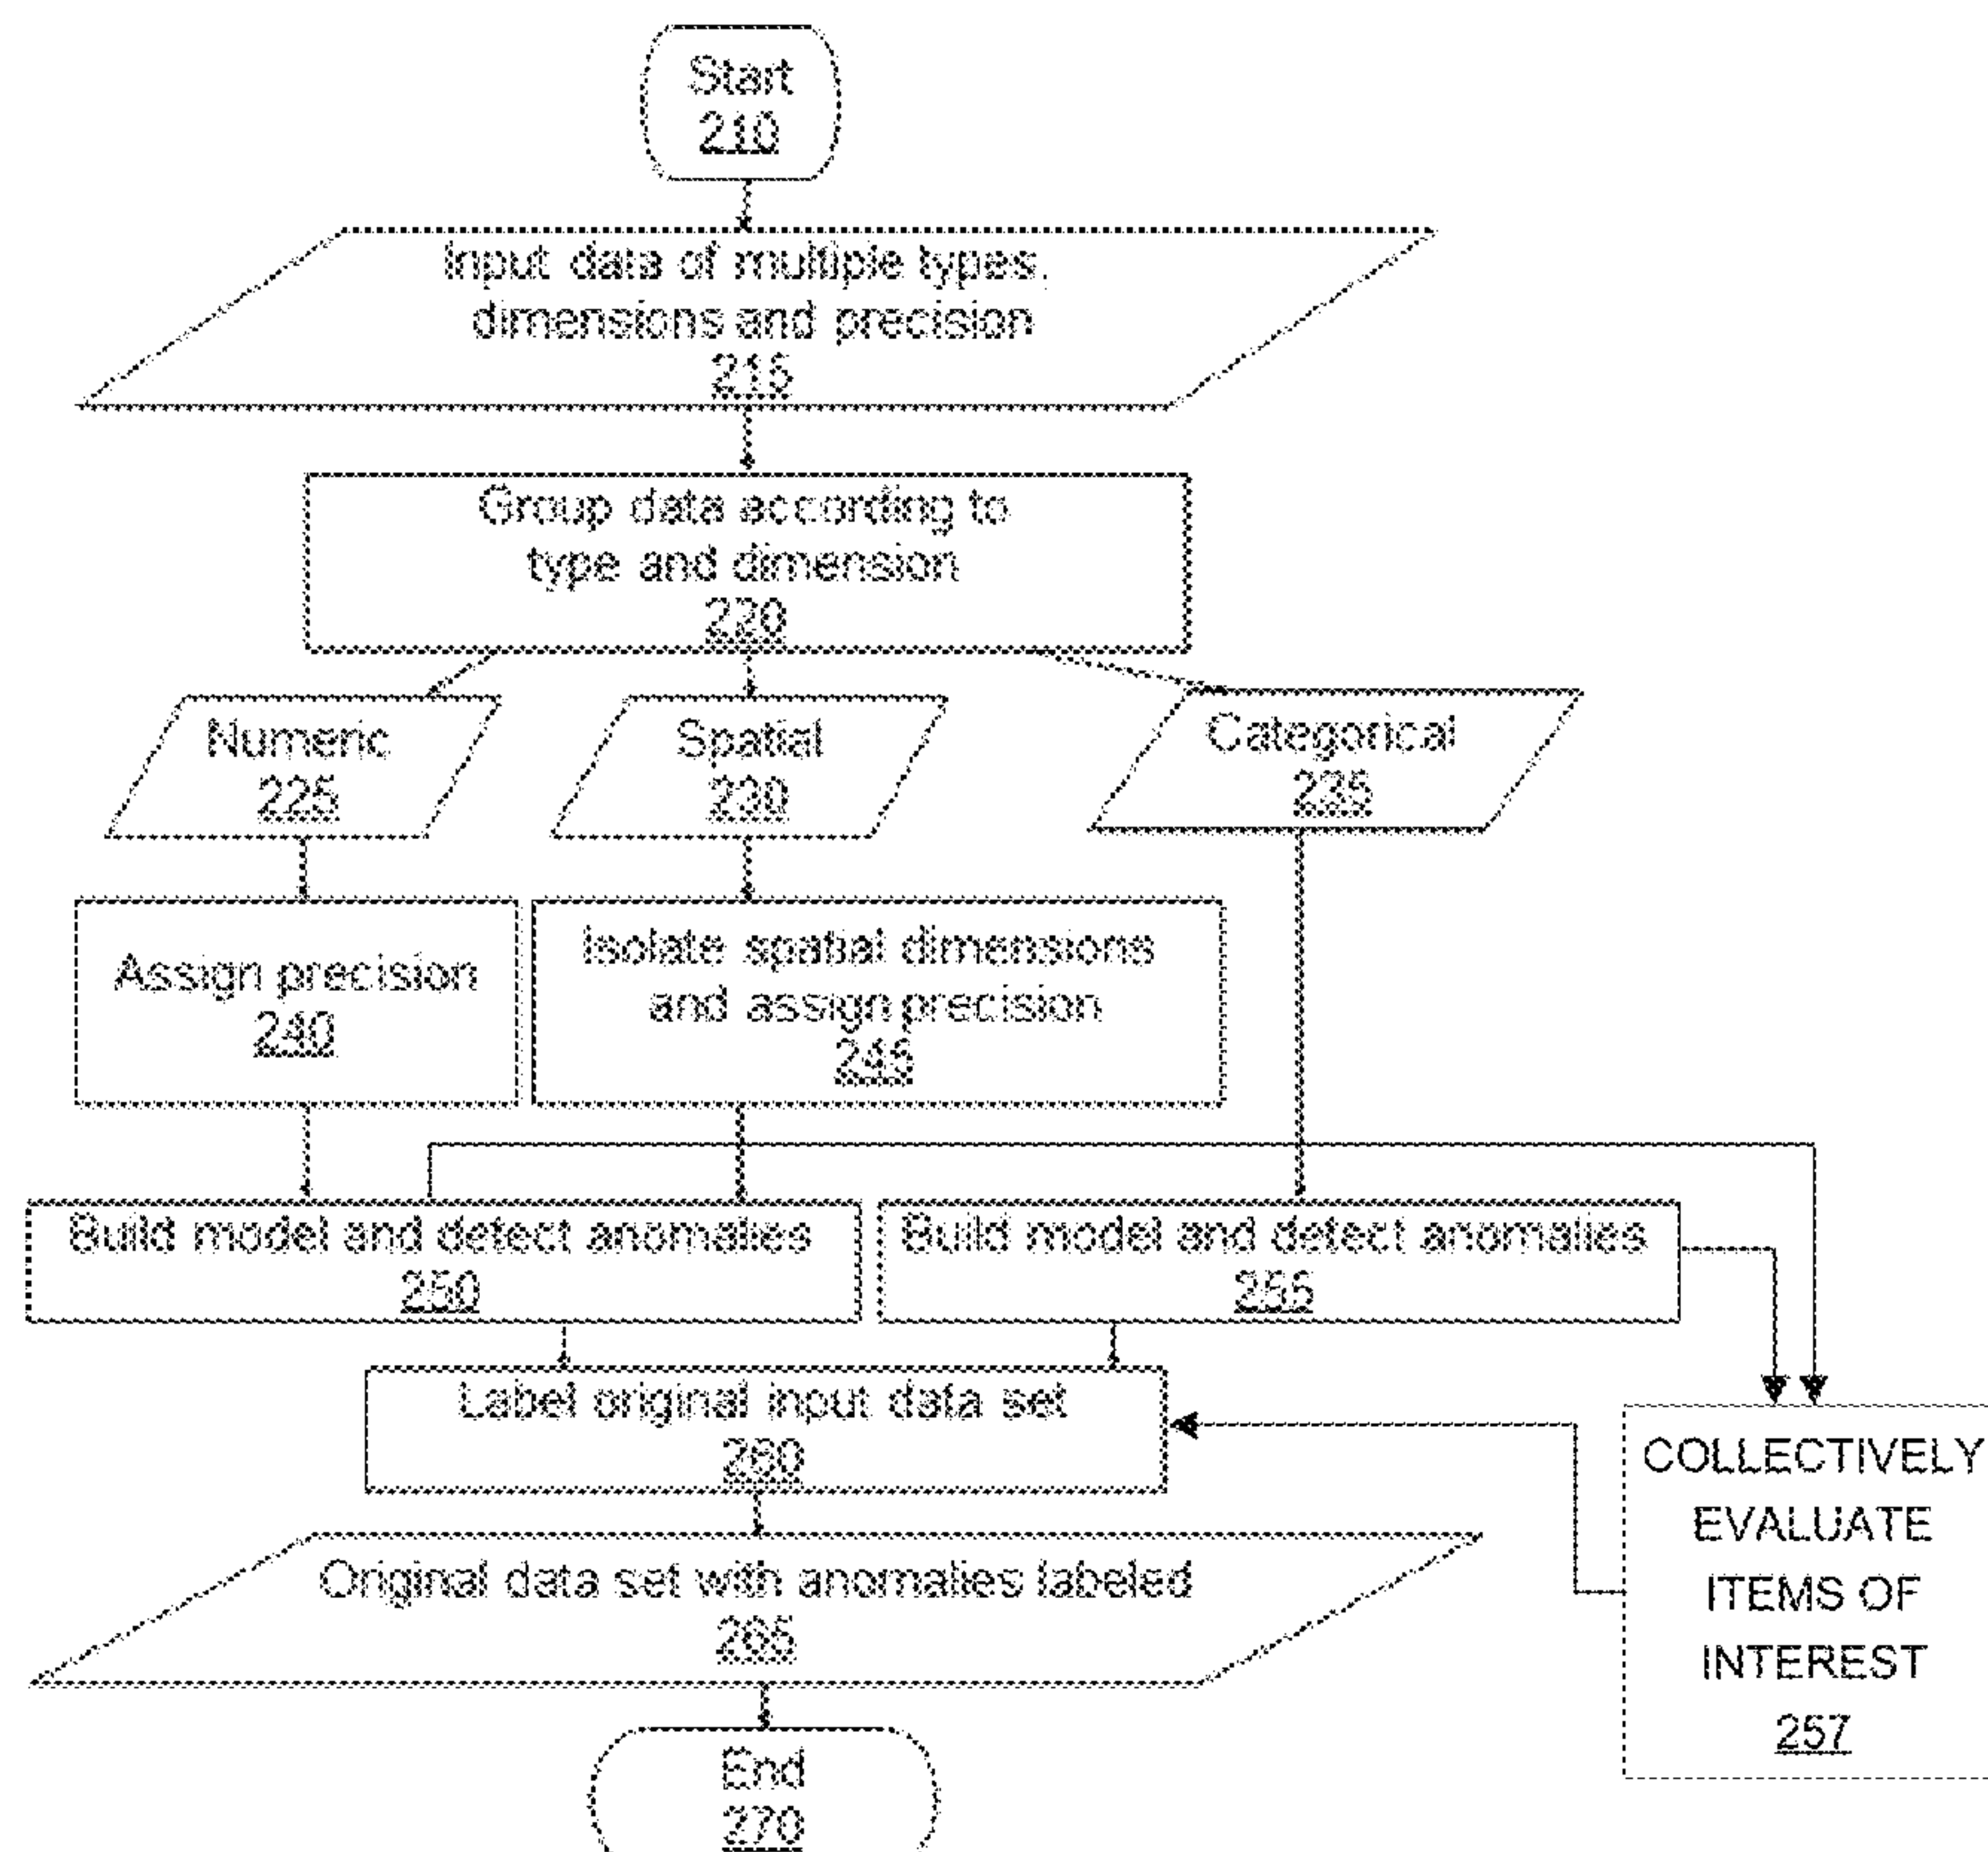 Start
210
Input data of multiple types,
dimensions and precision
215
Group data according to
type and dimension
220
Numeric
225
Spatial
230
Categorical
235
Assign precision
240
Isolate spatial dimensions
and assign precision
245
Build model and detect anomalies
250
Build model and detect anomalies
255
Label original input data set
260
COLLECTIVELY
EVALUATE
ITEMS OF
INTEREST
257
Original data set with anomalies labeled
265
End
270